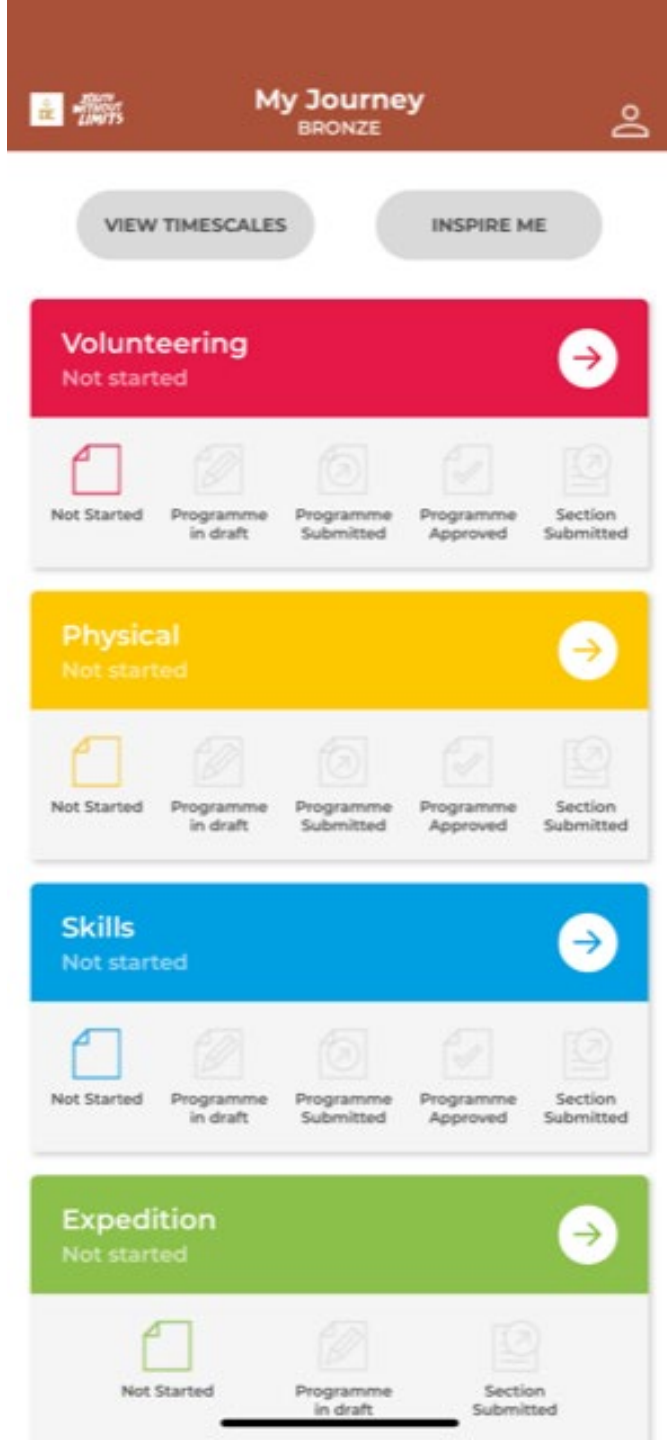 YOUTH
WITHOUT
LIMITS
My Journey
BRONZE
VIEW TIMESCALES
INSPIRE ME
Volunteering
Not started
Not Started
Programme
in draft
Programme
Submitted
Programme
Approved
Section
Submitted
Physical
Not started
Not Started
Programme
in draft
Programme
Submitted
Programme
Approved
Section
Submitted
Skills
Not started
Not Started
Programme
in draft
Programme
Submitted
Programme
Approved
Section
Submitted
Expedition
Not started
Not Started
Programme
in draft
Section
Submitted